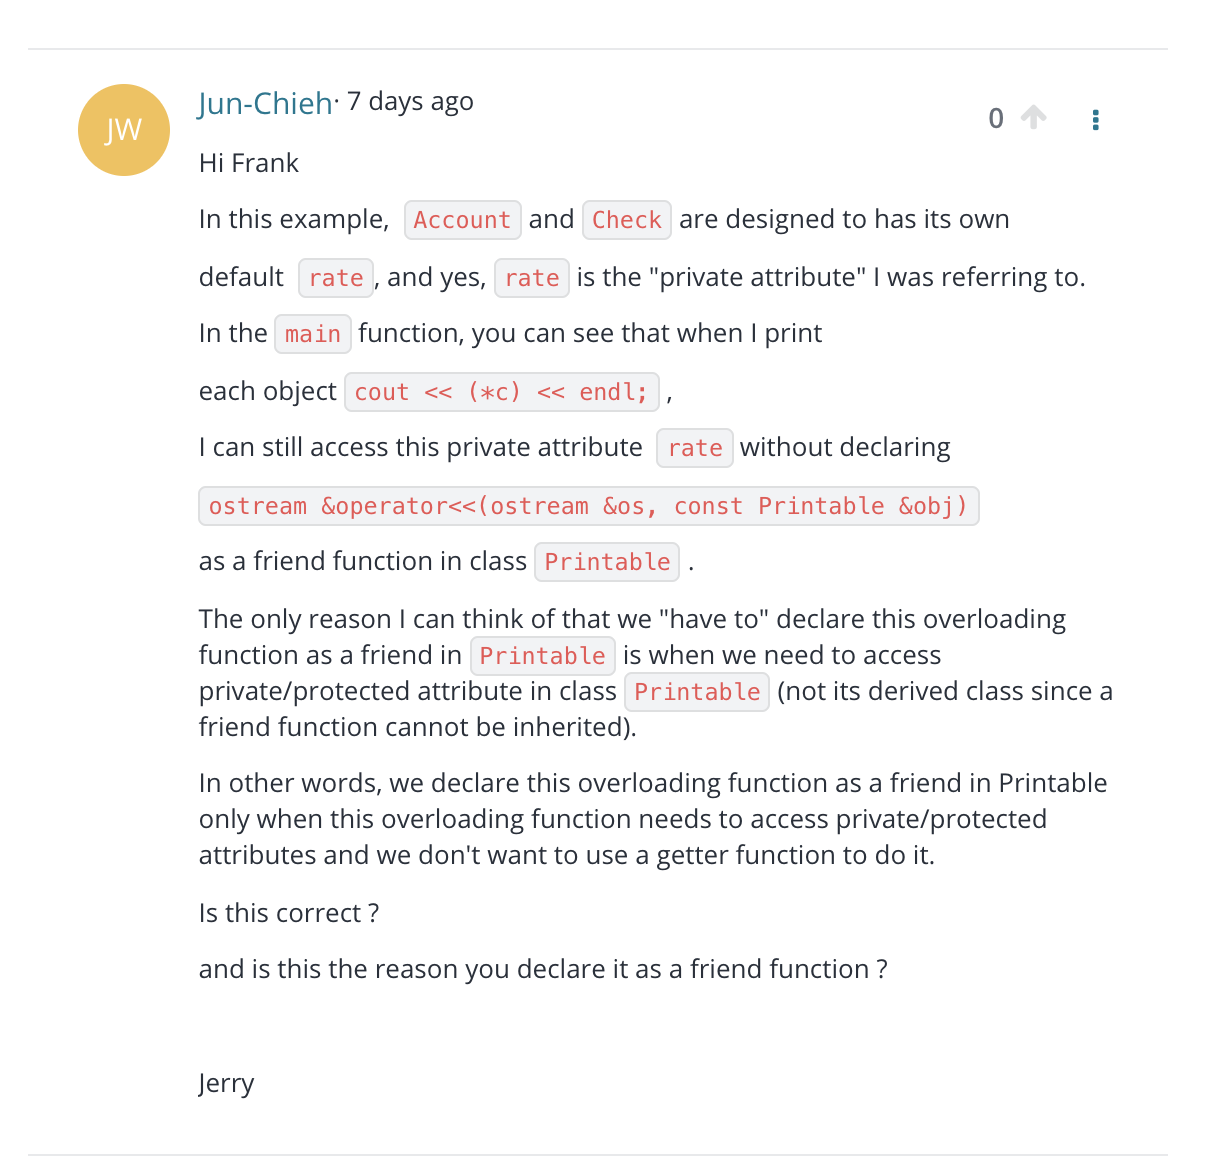 JW
Jun-Chieh· 7 days ago
0
Hi Frank
In this example, Account and Check are designed to has its own
default rate, and yes, rate is the "private attribute" I was referring to.
In the main function, you can see that when I print
each object cout << (*c) << endl; ,
I can still access this private attribute rate without declaring
ostream &operator<<(ostream &os, const Printable &obj)
as a friend function in class Printable .
The only reason I can think of that we "have to" declare this overloading
function as a friend in Printable is when we need to access
private/protected attribute in class Printable (not its derived class since a
friend function cannot be inherited).
In other words, we declare this overloading function as a friend in Printable
only when this overloading function needs to access private/protected
attributes and we don't want to use a getter function to do it.
Is this correct ?
and is this the reason you declare it as a friend function ?
Jerry